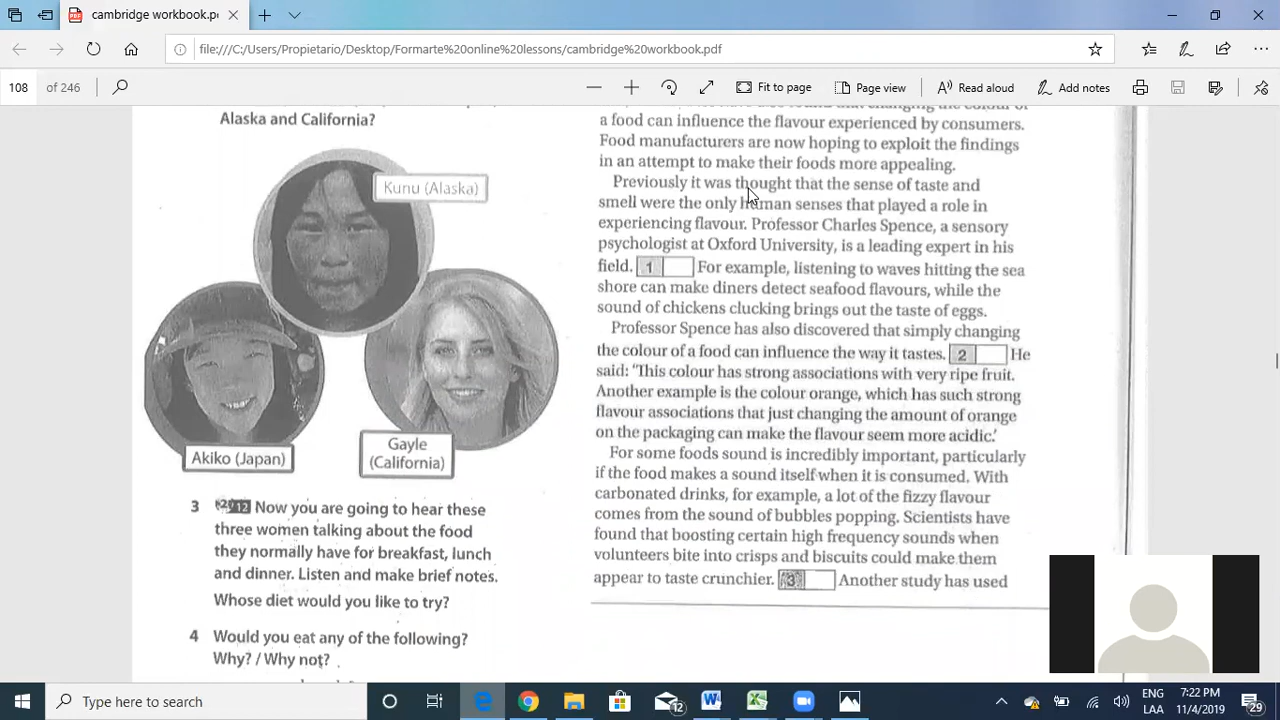 cambridge workbook.p
file:///C:/Users/Propietario/Desktop/Formarte%20online%20lessons/cambridge%20workbook.pdf
108 of 246
Fit to page
Page view
Read aloud
Add notes
Alaska and California?
Kunu (Alaska)
Akiko (Japan)
Gayle
(California)
3 Now you are going to hear these
three women talking about the food
they normally have for breakfast, lunch
and dinner. Listen and make brief notes.
Whose diet would you like to try?
4 Would you eat any of the following?
Why? / Why not?
changing the colour of
a food can influence the flavour experienced by consumers.
Food manufacturers are now hoping to exploit the findings
in an attempt to make their foods more appealing.
Previously it was thought that the sense of taste and
smell were the only human senses that played a role in
experiencing flavour. Professor Charles Spence, a sensory
psychologist at Oxford University, is a leading expert in his
field. 1 For example, listening to waves hitting the sea
shore can make diners detect seafood flavours, while the
sound of chickens clucking brings out the taste of eggs.
Professor Spence has also discovered that simply changing
the colour of a food can influence the way it tastes. 2 He
said: 'This colour has strong associations with very ripe fruit.
Another example is the colour orange, which has such strong
flavour associations that just changing the amount of orange
on the packaging can make the flavour seem more acidic.'
For some foods sound is incredibly important, particularly
if the food makes a sound itself when it is consumed. With
carbonated drinks, for example, a lot of the fizzy flavour
comes from the sound of bubbles popping. Scientists have
found that boosting certain high frequency sounds when
volunteers bite into crisps and biscuits could make them
appear to taste crunchier. 3 Another study has used
Type here to search
12
ENG
LAA
7:22 PM
11/4/2019
29